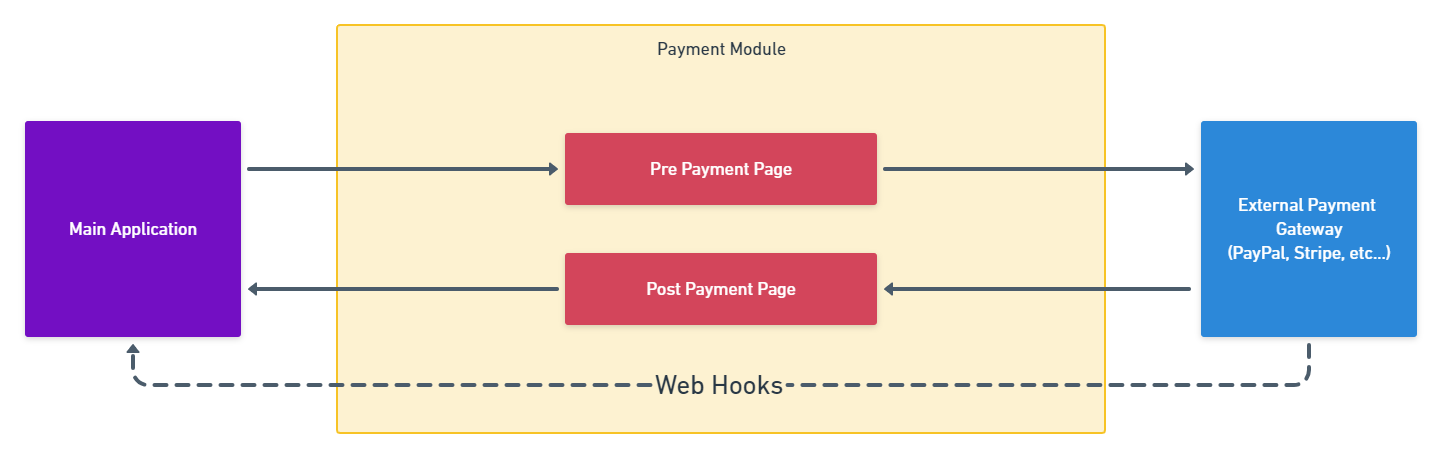 Payment Module
Pre Payment Page
Main Application
External Payment
Gateway
(PayPal, Stripe, etc...)
Post Payment Page
Web Hooks